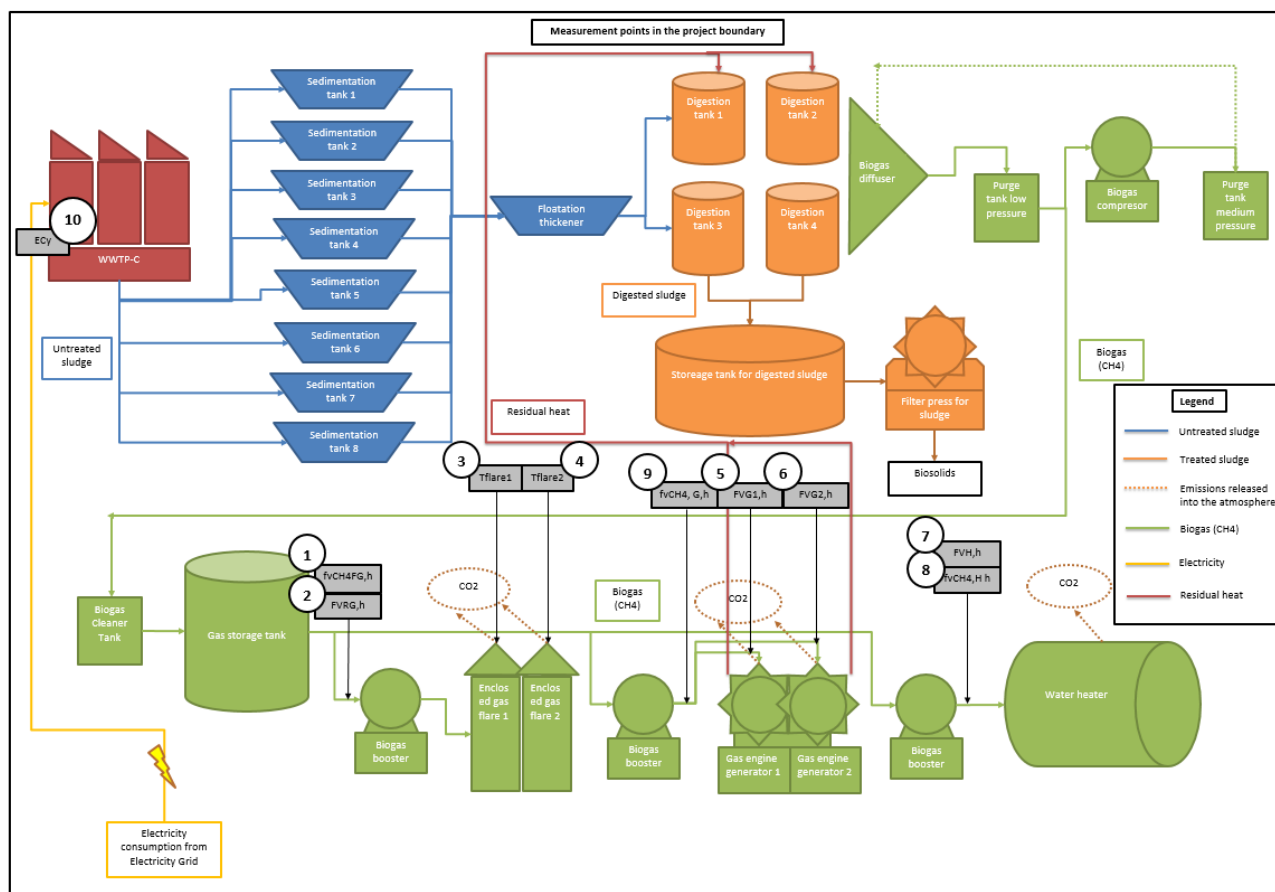 Measurement points in the project boundary
Sedimentation
tank 1
Sedimentation
tank 2
Sedimentation
tank 3
Sedimentation
tank 4
Sedimentation
tank 5
Sedimentation
tank 6
Sedimentation
tank 7
Sedimentation
tank 8
10
ECy
WWTP-C
Untreated
sludge
Floatation
thickener
Digestion
tank 1
Digestion
tank 2
Digestion
tank 3
Digestion
tank 4
Biogas
diffuser
Purge
tank low
pressure
Biogas
compresor
Purge
tank
medium
pressure
Digested sludge
Storeage tank for digested sludge
Filter press for
sludge
Biosolids
Biogas
(CH4)
Residual heat
Legend
Untreated sludge
Treated sludge
Emissions released
into the atmosphere
Biogas (CH4)
Electricity
Residual heat
3
Tflare1
4
Tflare2
9
fvCH4, G,h
5
FVG1,h
6
FVG2,h
7
FVH,h
8
fvCH4,H h
1
fvCH4FG,h
2
FVRG,h
Biogas
Cleaner
Tank
Gas storage tank
Biogas
booster
CO2
Enclos
ed gas
flare 1
Enclos
ed gas
flare 2
Biogas
(CH4)
Biogas
booster
CO2
Gas engine
generator 1
Gas engine
generator 2
Biogas
booster
CO2
Water heater
Electricity
consumption from
Electricity Grid